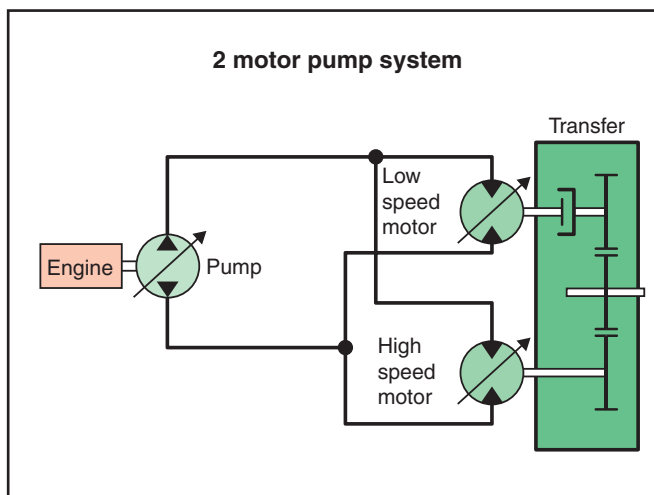 2 motor pump system
Transfer
Low
speed
motor
Engine
Pump
High
speed
motor